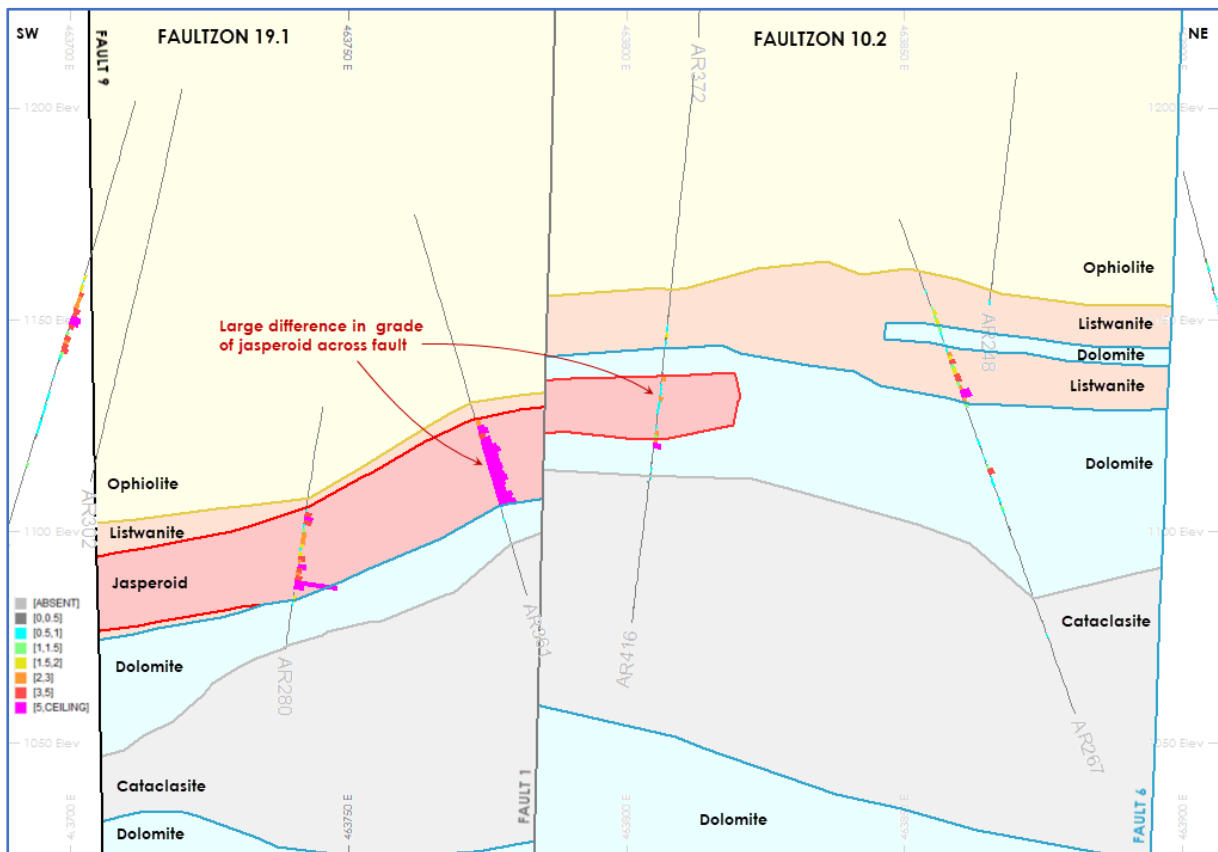 SW
463700 E
FAULTZON 19.1
463750 E
463800 E
FAULTZON 10.2
463850 E
NE
FAULT 9
AR372
1200 Elev
1200 Elev
Ophiolite
1150 Elev
Large difference in grade
of jasperoid across fault
Listwanite
AR248
Dolomite
Listwanite
Ophiolite
Dolomite
AR302
1100 Elev
Listwanite
1100 Elev
Jasperoid
[ABSENT]
[0,0.5]
[0.5,1]
[1,1.5]
[1.5,2]
[2,3]
[3,5]
[5,CEILING]
Cataclasite
AR416
AR280
Dolomite
AR267
1050 Elev
1050 Elev
Cataclasite
FAULT 1
FAULT 6
463750 E
463800 E
463900 E
Dolomite
Dolomite